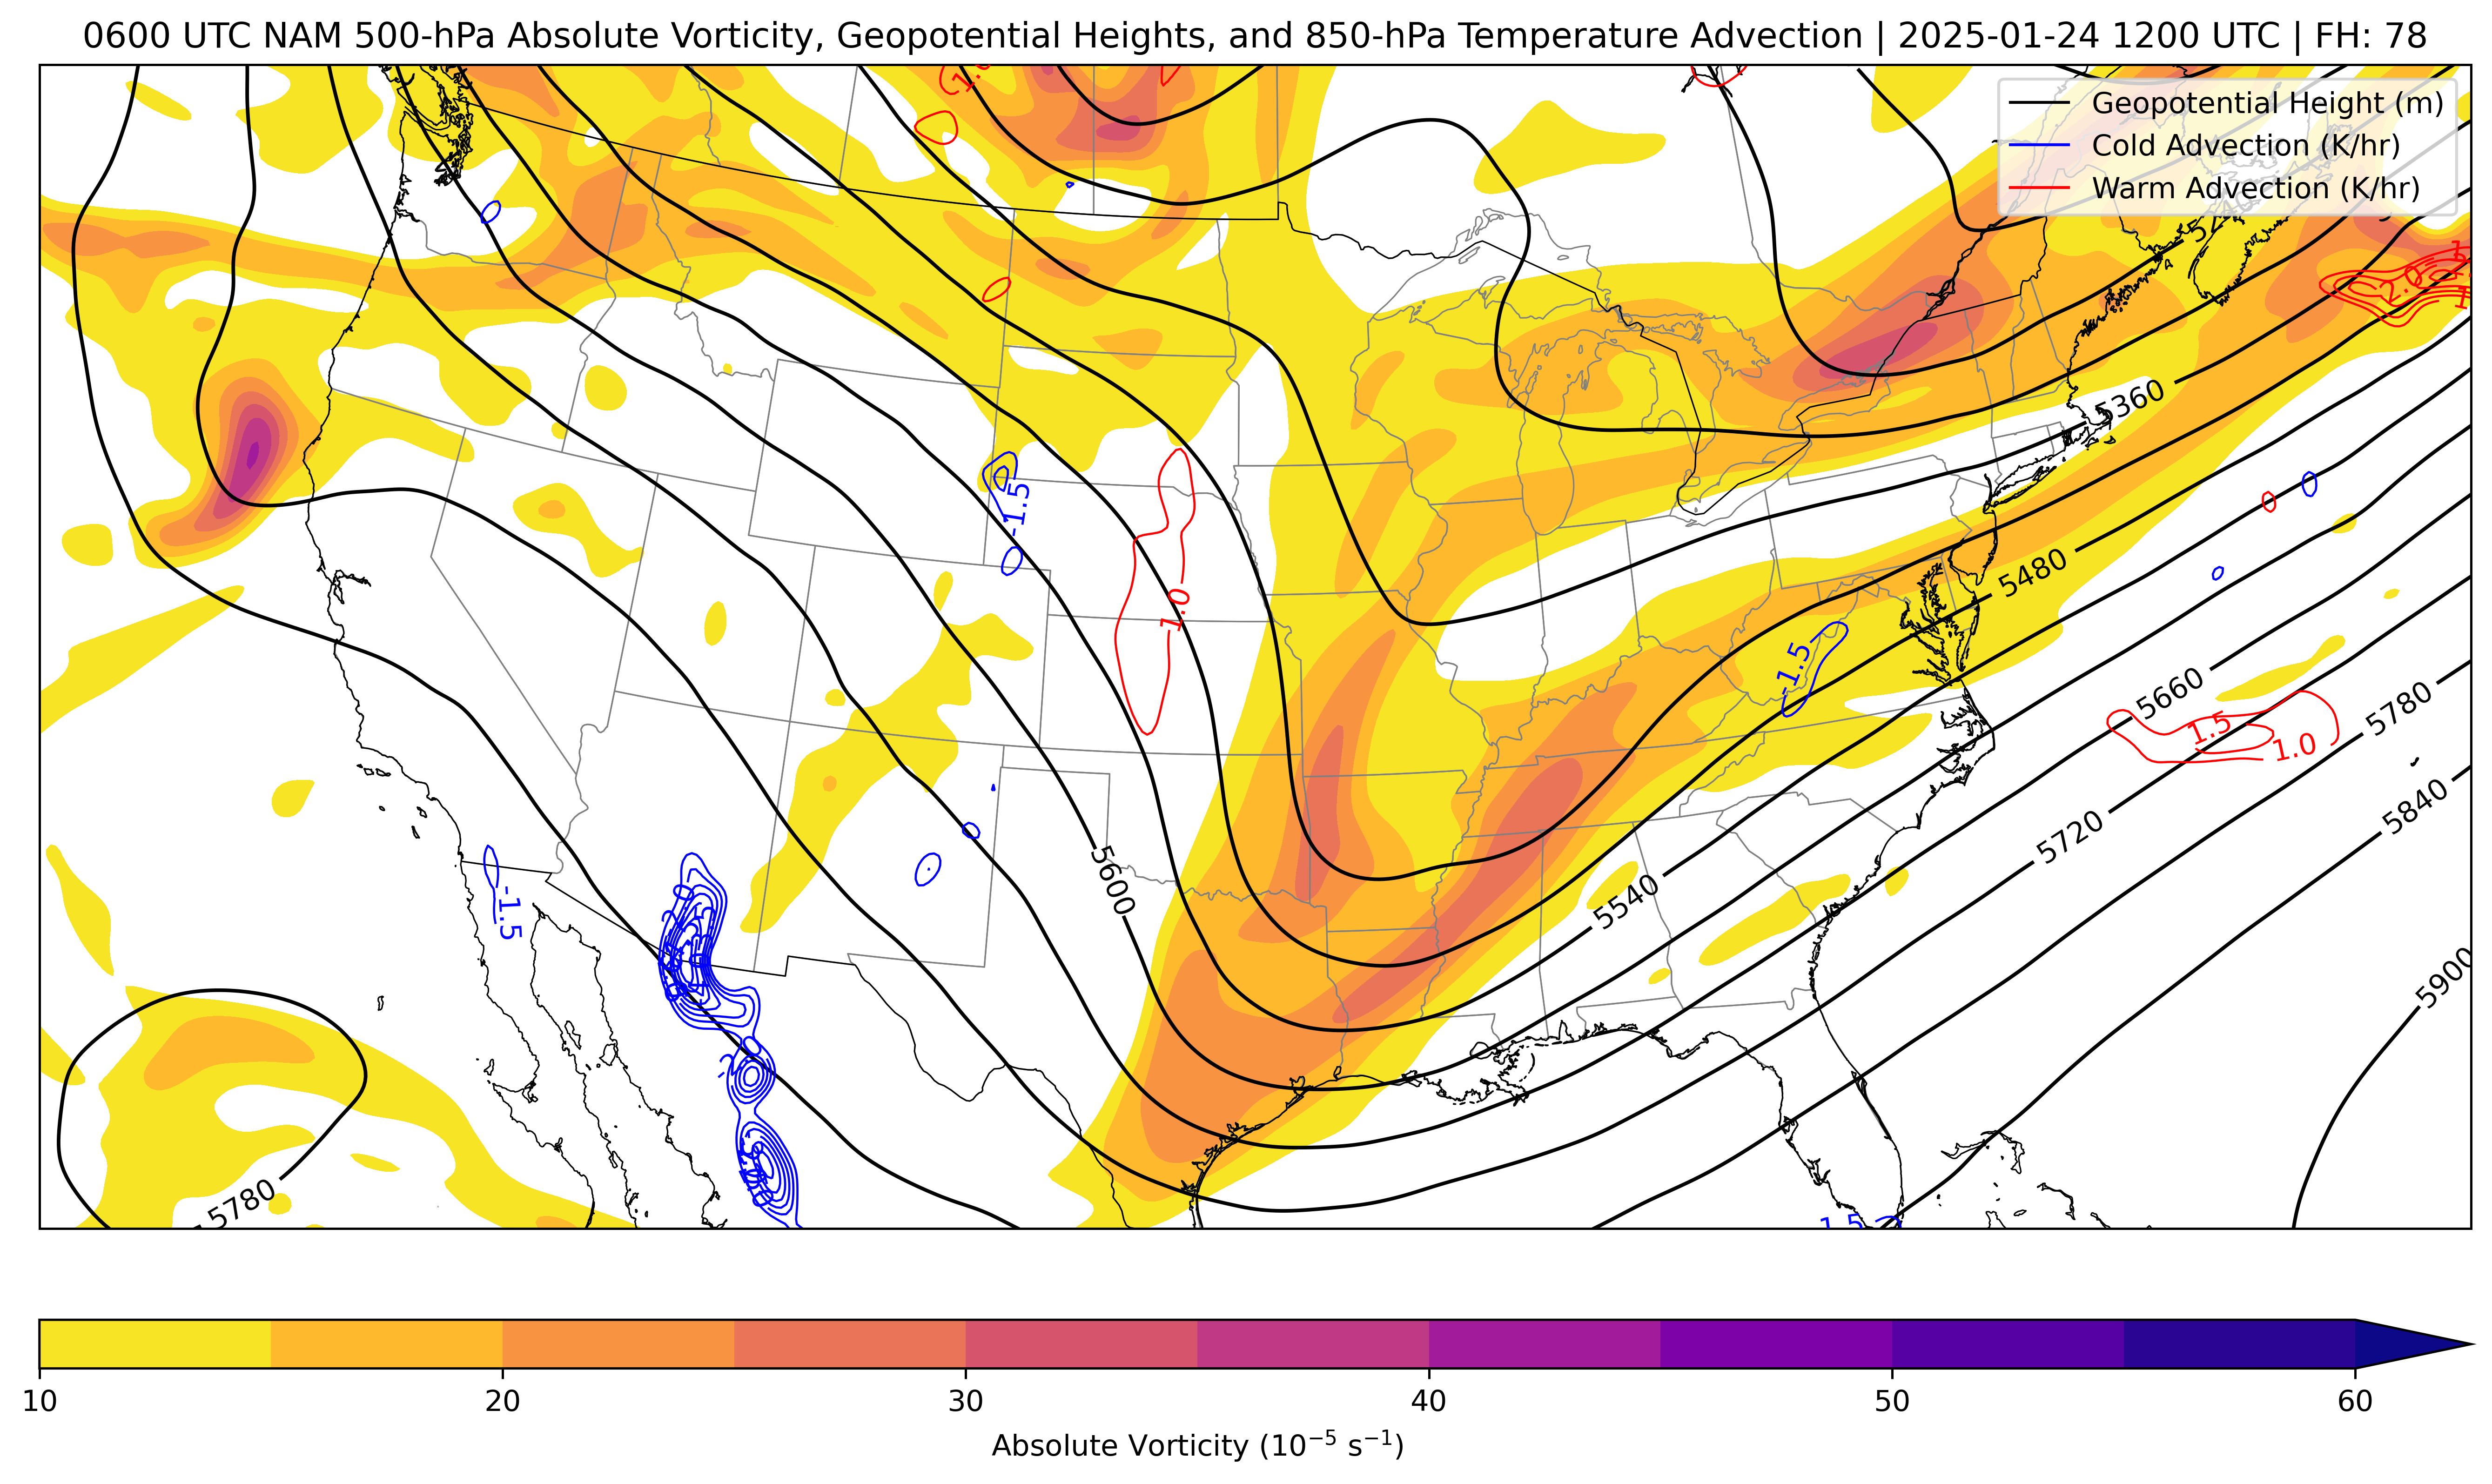 0600 UTC NAM 500-hPa Absolute Vorticity, Geopotential Heights, and 850-hPa Temperature Advection | 2025-01-24 1200 UTC | FH: 78
Geopotential Height (m)
Cold Advection (K/hr)
Warm Advection (K/hr)
2.0
5360
-1.5
5480
1.0
-1.5
5660
5780
1.5
1.0
5840
5720
5600
5540
-1.5
5900
5780
10 20 30 40 50 60
Absolute Vorticity (10⁻⁵ s⁻¹)